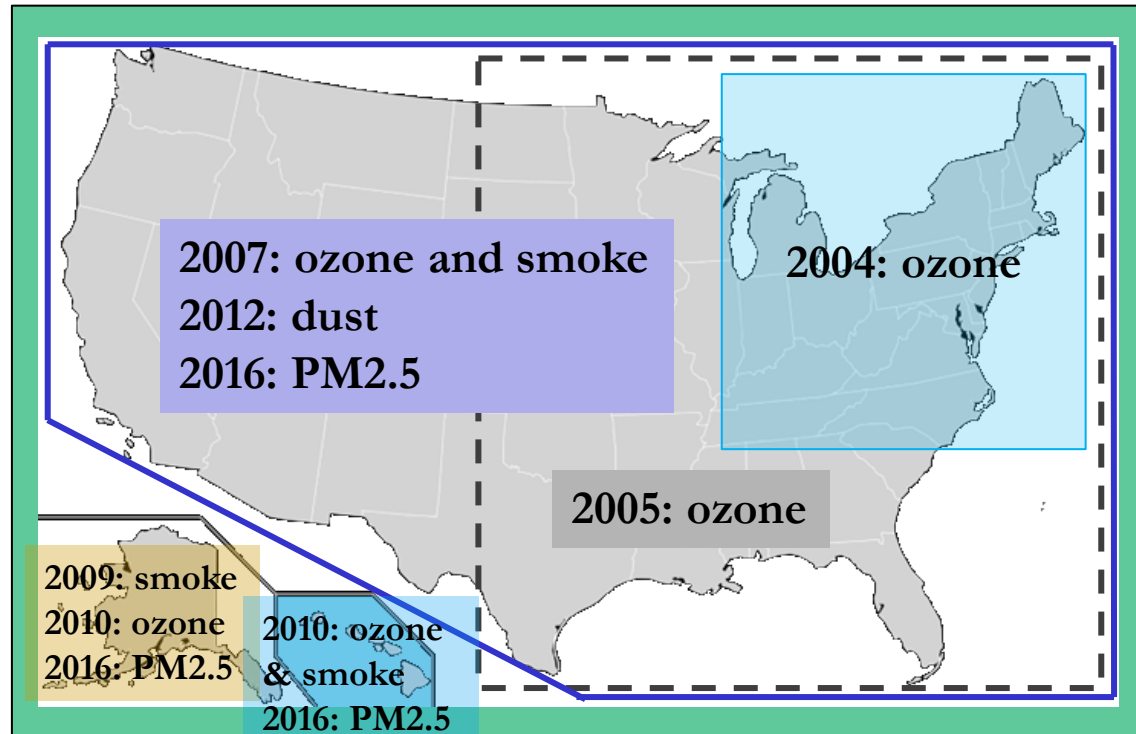 2004: ozone
2007: ozone and smoke
2012: dust
2016: PM2.5
2005: ozone
2009: smoke
2010: ozone
2016: PM2.5
2010: ozone
& smoke
2016: PM2.5